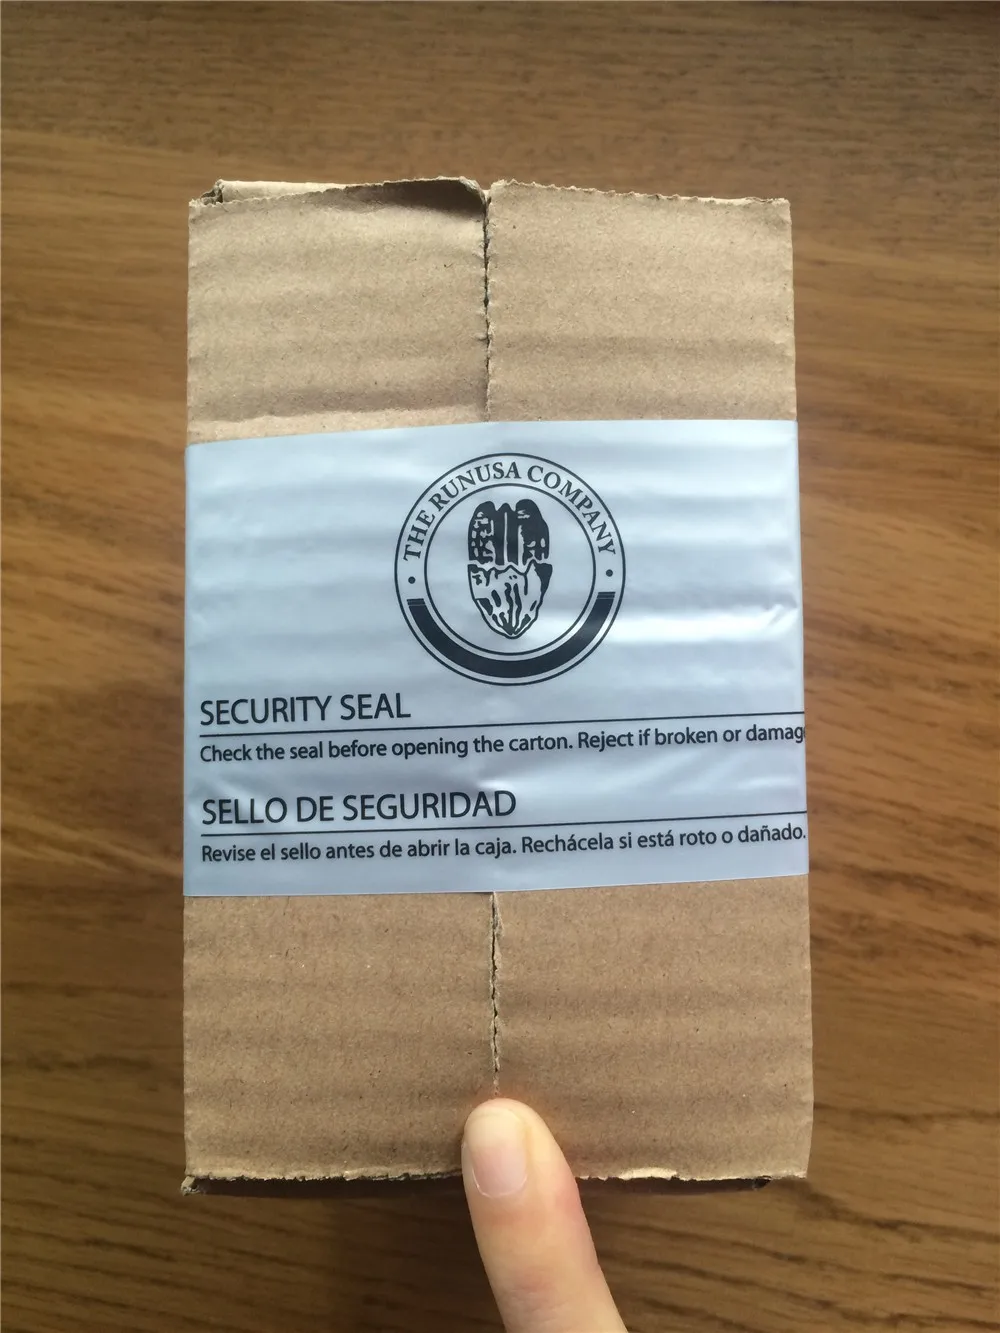 · THE RUNUSA COMPANY ·
SECURITY SEAL
Check the seal before opening the carton. Reject if broken or damag
SELLO DE SEGURIDAD
Revise el sello antes de abrir la caja. Rechácela si está roto o dañado.